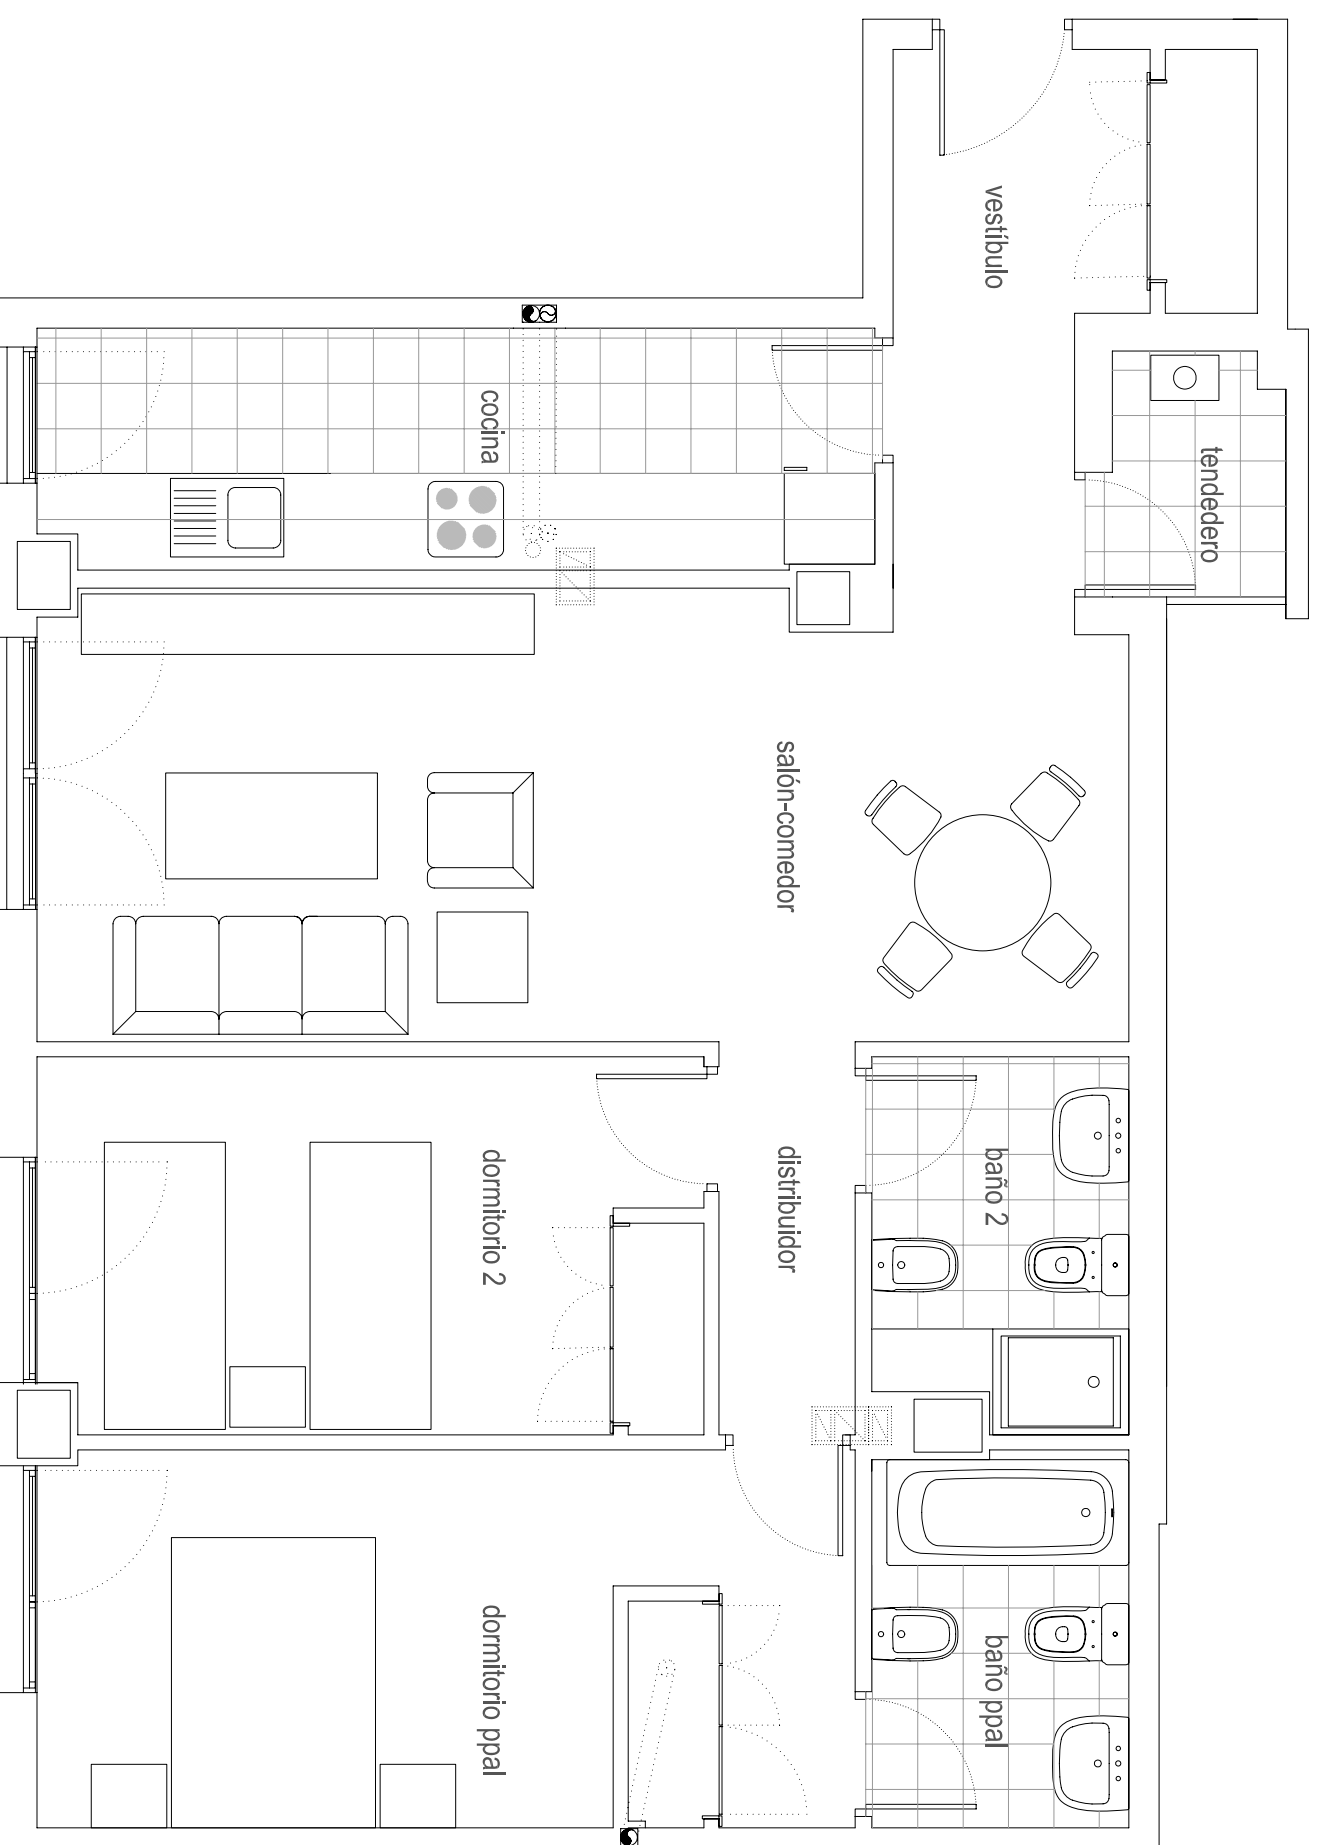 vestíbulo
cocina
tendedero
salón-comedor
dormitorio 2
distribuidor
baño 2
dormitorio ppal
baño ppal